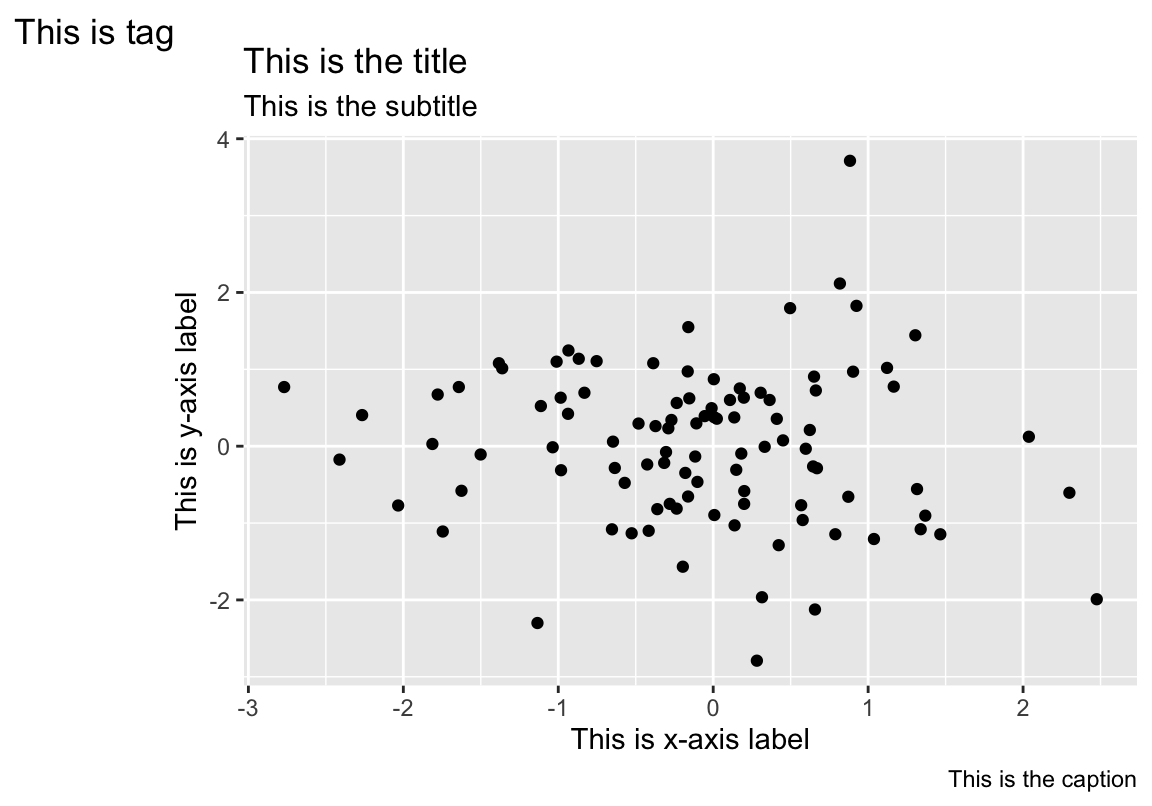 This is tag
This is the title
This is the subtitle
4
2
0
-2
This is y-axis label
-3 -2 -1 0 1 2
This is x-axis label
This is the caption